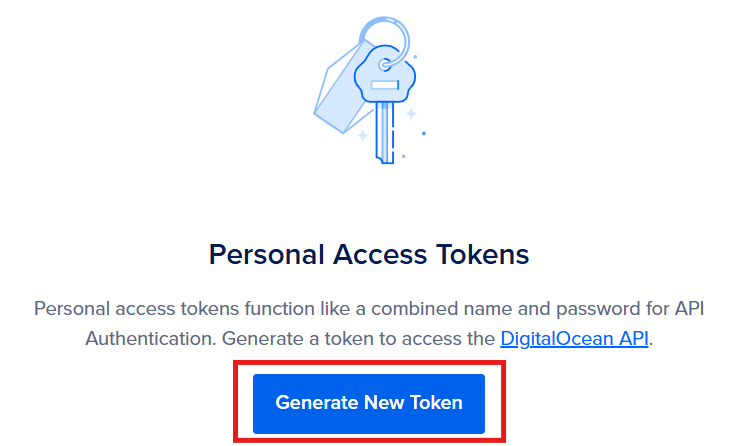 Personal Access Tokens
Personal access tokens function like a combined name and password for API
Authentication. Generate a token to access the DigitalOcean API.
Generate New Token